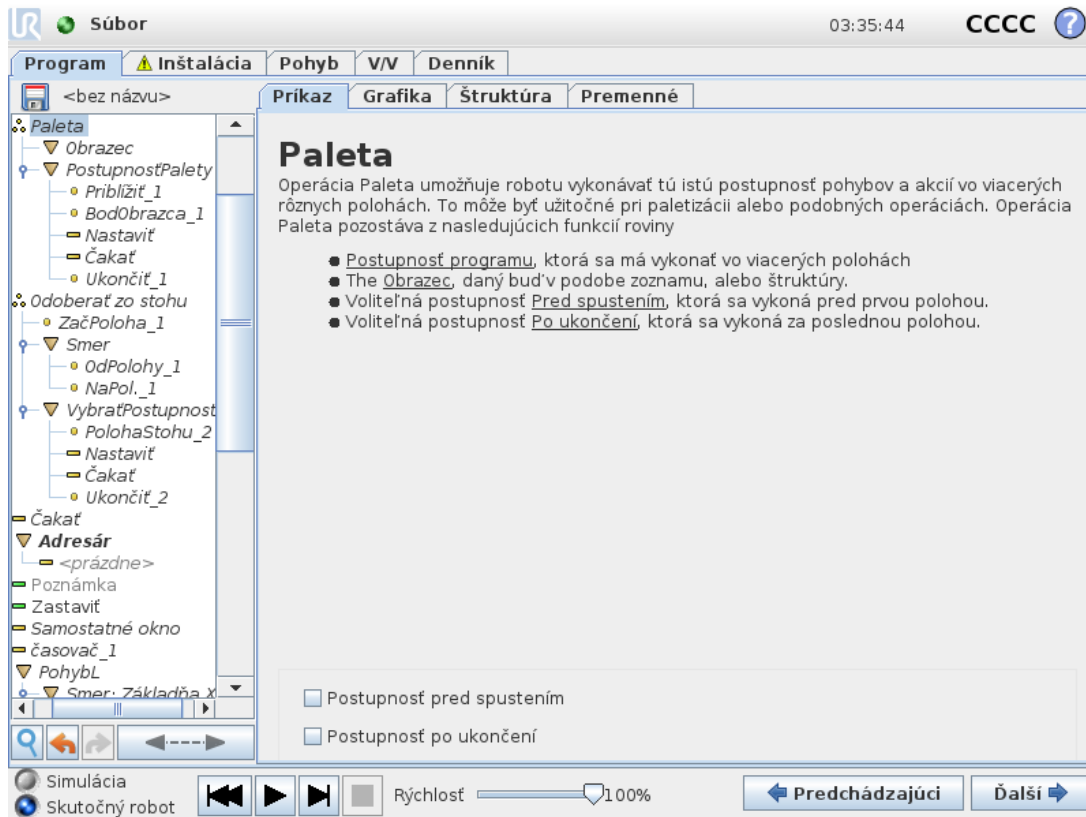 Súbor
03:35:44
CCCC
?
Program
Inštalácia
Pohyb
V/V
Denník
<bez názvu>
Príkaz
Grafika
Štruktúra
Premenné
Paleta
Obrazec
PostupnosťPalety
Priblížiť_1
BodObrazca_1
Nastaviť
Čakať
Ukončiť_1
Odoberať zo stohu
ZačPoloha_1
Smer
OdPolohy_1
NaPol._1
VybraťPostupnost
PolohaStohu_2
Nastaviť
Čakať
Ukončiť_2
Čakať
Adresár
<prázdne>
Poznámka
Zastaviť
Samostatné okno
časovač_1
PohybL
Smer: Základňa X
Paleta
Operácia Paleta umožňuje robotu vykonávať tú istú postupnosť pohybov a akcií vo viacerých
rôznych polohách. To môže byť užitočné pri paletizácii alebo podobných operáciách. Operácia
Paleta pozostáva z nasledujúcich funkcií roviny
Postupnosť programu, ktorá sa má vykonať vo viacerých polohách
The Obrazec, daný buď v podobe zoznamu, alebo štruktúry.
Voliteľná postupnosť Pred spustením, ktorá sa vykoná pred prvou polohou.
Voliteľná postupnosť Po ukončení, ktorá sa vykoná za poslednou polohou.
Postupnosť pred spustením
Postupnosť po ukončení
Simulácia
Skutočný robot
Rýchlosť
100%
Predchádzajúci
Ďalší